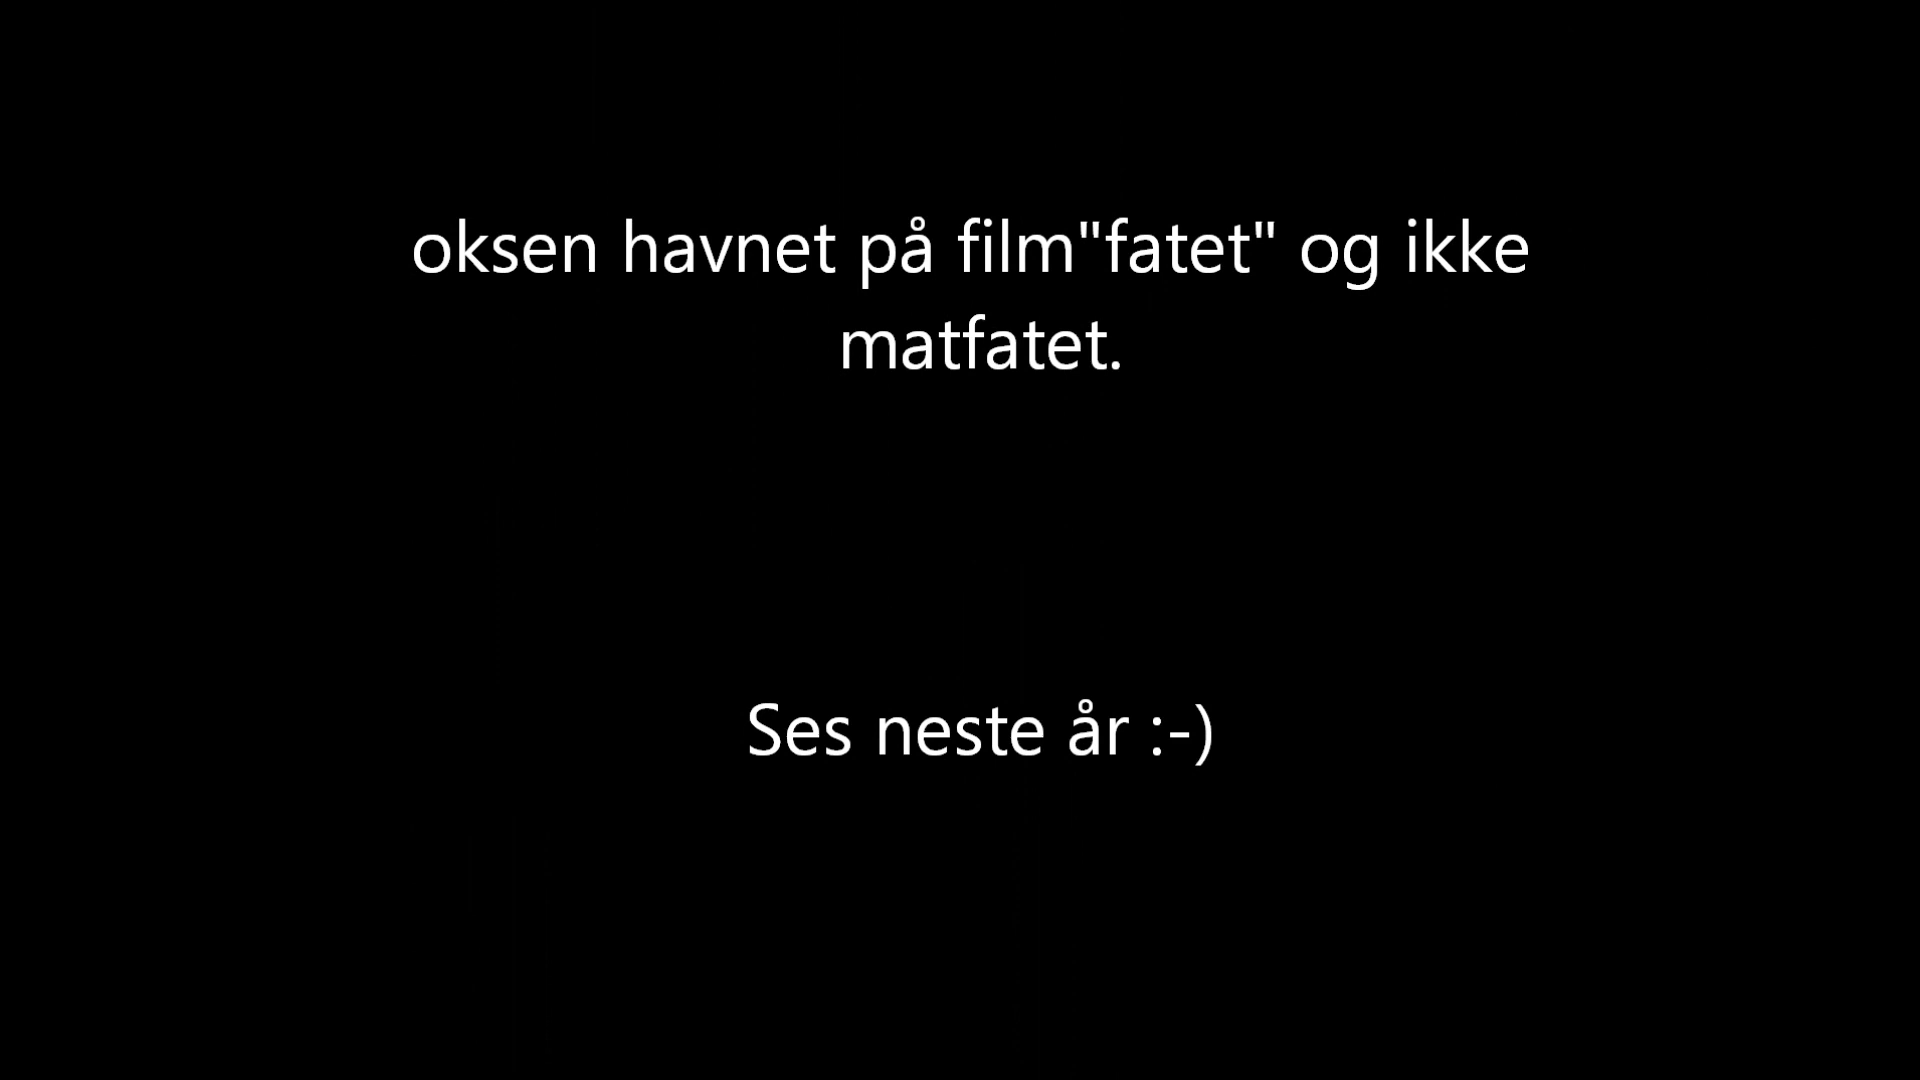 oksen havnet på film"fatet" og ikke
matfatet.
Ses neste år :-)